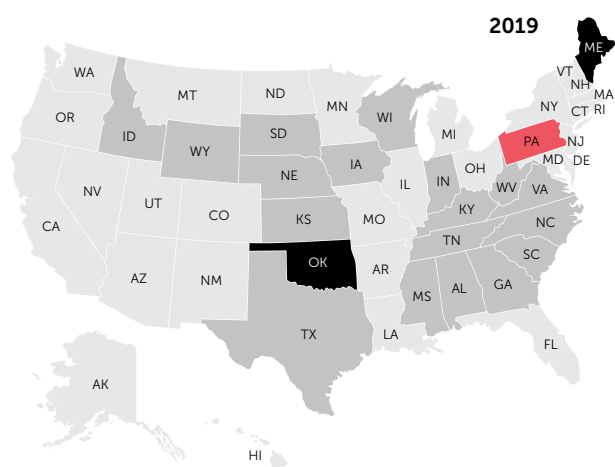 2019
ME
WA
VT
NH
MT
ND
MN
MA
NY
OR
RI
CT
WI
MI
ID
SD
PA
NJ
WY
MD
DE
IA
OH
NE
IN
NV
IL
WV
VA
UT
CO
KY
KS
MO
CA
NC
TN
OK
SC
AZ
NM
AR
GA
MS
AL
TX
LA
FL
AK
HI